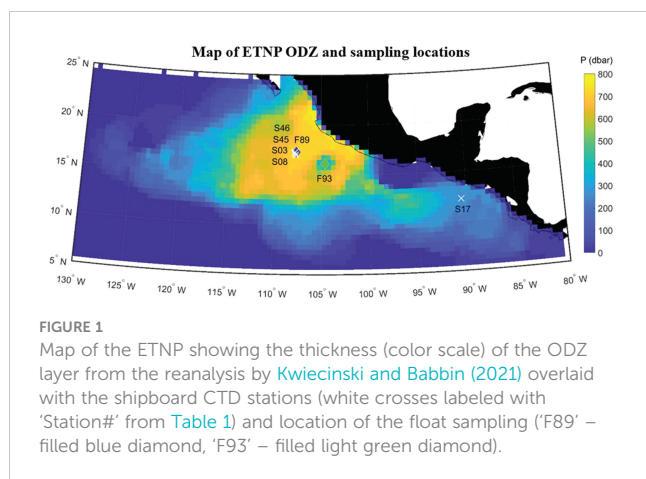 Map of ETNP ODZ and sampling locations
P (dbar)
25° N
20° N
15° N
10° N
5° N
800
700
600
500
400
300
200
100
0
S46
S45 F89
S03
S08
F93
S17
130° W
125° W
120° W
115° W
110° W
105° W
100° W
95° W
90° W
85° W
80° W
FIGURE 1
Map of the ETNP showing the thickness (color scale) of the ODZ
layer from the reanalysis by Kwiecinski and Babbin (2021) overlaid
with the shipboard CTD stations (white crosses labeled with
‘Station#’ from Table 1) and location of the float sampling (‘F89’ –
filled blue diamond, ‘F93’ – filled light green diamond).